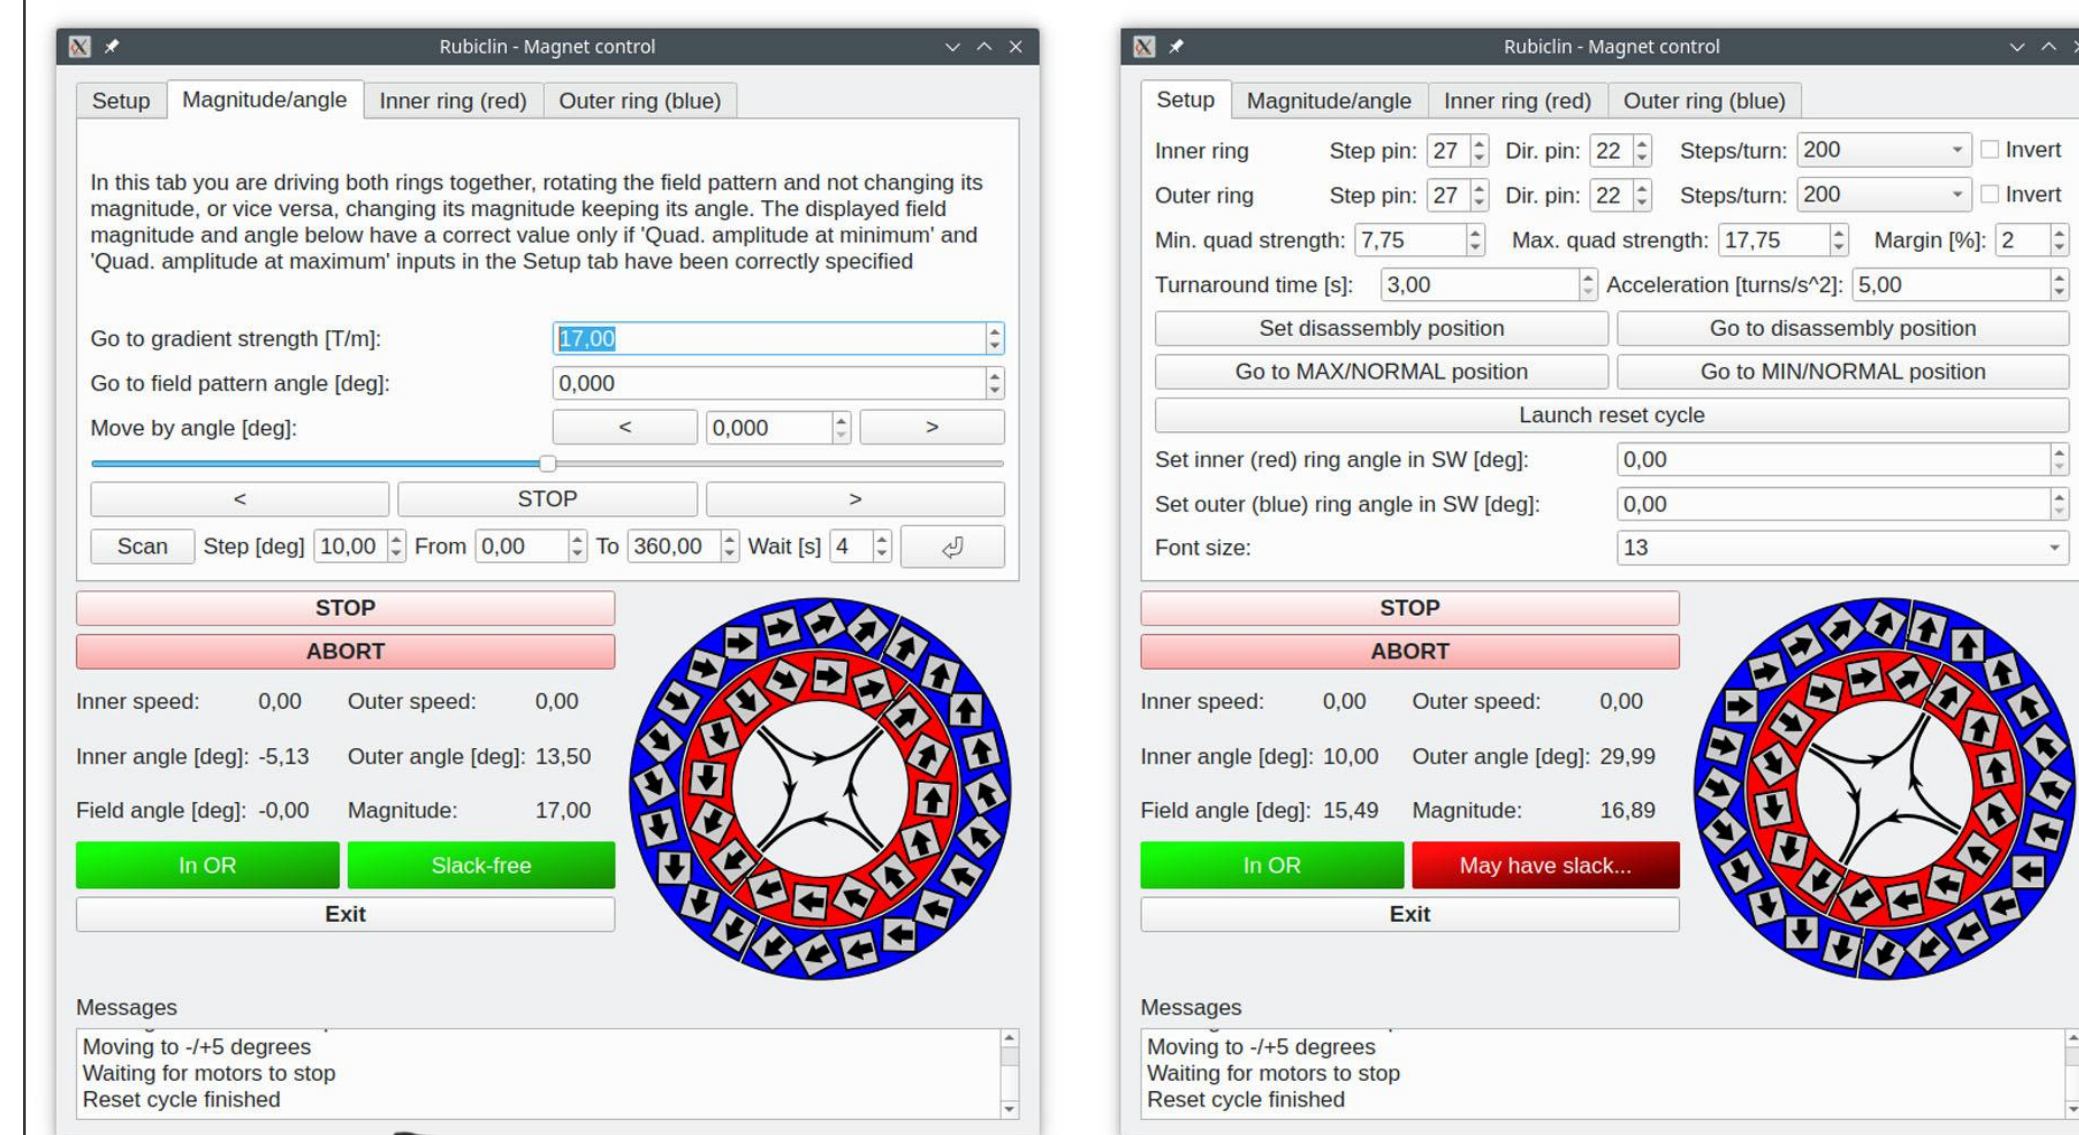 Rubiclin - Magnet control
Setup Magnitude/angle Inner ring (red) Outer ring (blue)
In this tab you are driving both rings together, rotating the field pattern and not changing its
magnitude, or vice versa, changing its magnitude keeping its angle. The displayed field
magnitude and angle below have a correct value only if 'Quad. amplitude at minimum' and
'Quad. amplitude at maximum' inputs in the Setup tab have been correctly specified
Go to gradient strength [T/m]: 17,00
Go to field pattern angle [deg]: 0,000
Move by angle [deg]: < 0,000 >
< STOP >
Scan Step [deg] 10,00 From 0,00 To 360,00 Wait [s] 4
STOP
ABORT
Inner speed: 0,00 Outer speed: 0,00
Inner angle [deg]: -5,13 Outer angle [deg]: 13,50
Field angle [deg]: -0,00 Magnitude: 17,00
In OR Slack-free
Exit
Messages
Moving to -/+5 degrees
Waiting for motors to stop
Reset cycle finished
Rubiclin - Magnet control
Setup Magnitude/angle Inner ring (red) Outer ring (blue)
Inner ring Step pin: 27 Dir. pin: 22 Steps/turn: 200 Invert
Outer ring Step pin: 27 Dir. pin: 22 Steps/turn: 200 Invert
Min. quad strength: 7,75 Max. quad strength: 17,75 Margin [%]: 2
Turnaround time [s]: 3,00 Acceleration [turns/s^2]: 5,00
Set disassembly position Go to disassembly position
Go to MAX/NORMAL position Go to MIN/NORMAL position
Launch reset cycle
Set inner (red) ring angle in SW [deg]: 0,00
Set outer (blue) ring angle in SW [deg]: 0,00
Font size: 13
STOP
ABORT
Inner speed: 0,00 Outer speed: 0,00
Inner angle [deg]: 10,00 Outer angle [deg]: 29,99
Field angle [deg]: 15,49 Magnitude: 16,89
In OR May have slack...
Exit
Messages
Moving to -/+5 degrees
Waiting for motors to stop
Reset cycle finished